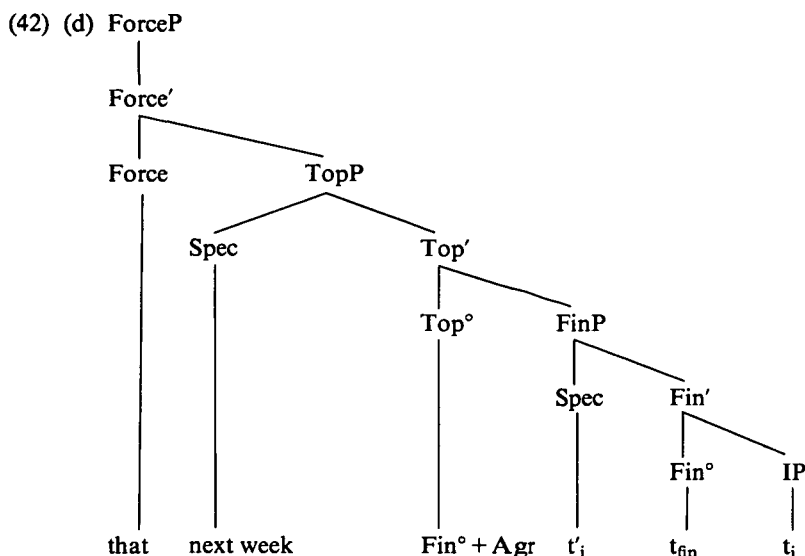 (42) (d) ForceP
Force′
Force TopP
Spec Top′
Top° FinP
Spec Fin′
Fin° IP
that next week Fin° + Agr t′i tfin ti